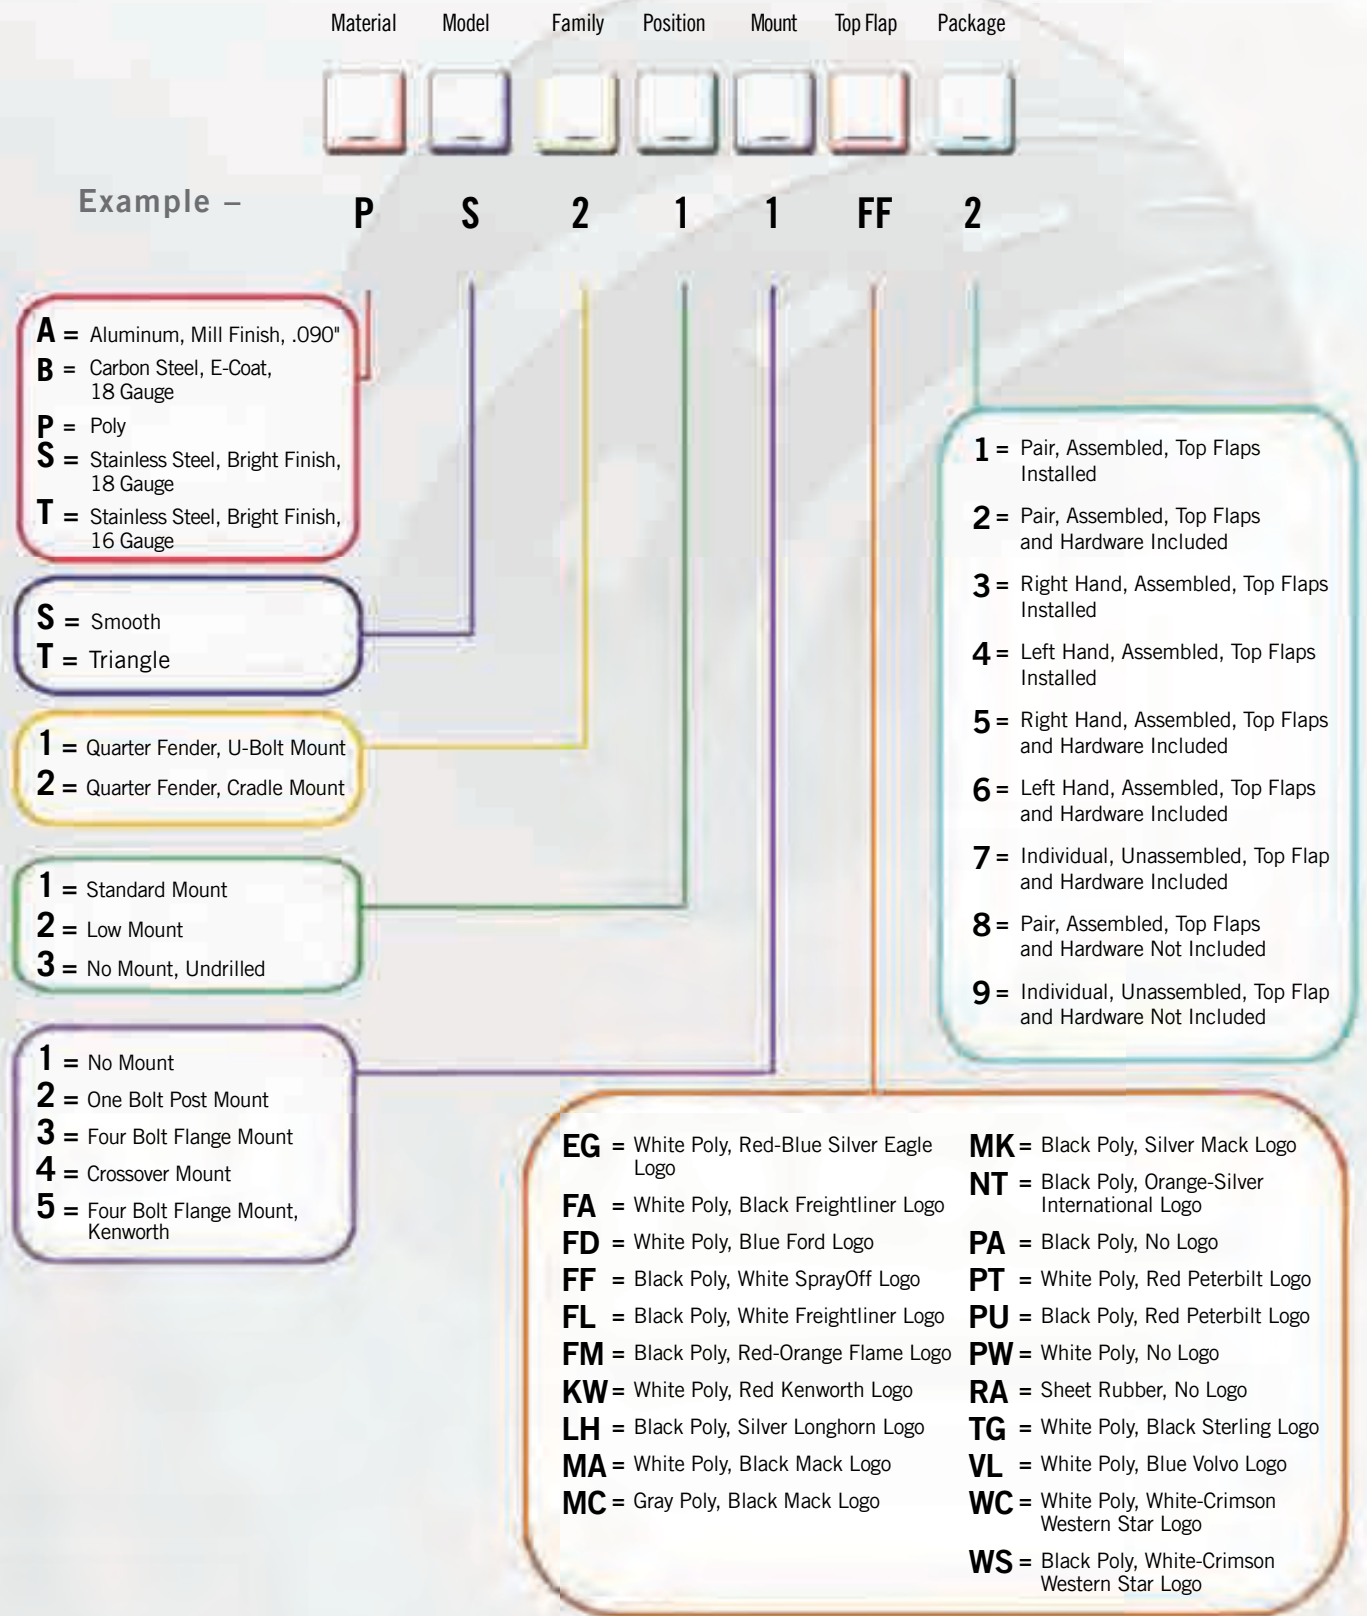 Material Model Family Position Mount Top Flap Package
Example – P S 2 1 1 FF 2
A = Aluminum, Mill Finish, .090"
B = Carbon Steel, E-Coat,
18 Gauge
P = Poly
S = Stainless Steel, Bright Finish,
18 Gauge
T = Stainless Steel, Bright Finish,
16 Gauge
S = Smooth
T = Triangle
1 = Quarter Fender, U-Bolt Mount
2 = Quarter Fender, Cradle Mount
1 = Standard Mount
2 = Low Mount
3 = No Mount, Undrilled
1 = No Mount
2 = One Bolt Post Mount
3 = Four Bolt Flange Mount
4 = Crossover Mount
5 = Four Bolt Flange Mount,
Kenworth
1 = Pair, Assembled, Top Flaps
Installed
2 = Pair, Assembled, Top Flaps
and Hardware Included
3 = Right Hand, Assembled, Top Flaps
Installed
4 = Left Hand, Assembled, Top Flaps
Installed
5 = Right Hand, Assembled, Top Flaps
and Hardware Included
6 = Left Hand, Assembled, Top Flaps
and Hardware Included
7 = Individual, Unassembled, Top Flap
and Hardware Included
8 = Pair, Assembled, Top Flaps
and Hardware Not Included
9 = Individual, Unassembled, Top Flap
and Hardware Not Included
EG = White Poly, Red-Blue Silver Eagle
Logo
FA = White Poly, Black Freightliner Logo
FD = White Poly, Blue Ford Logo
FF = Black Poly, White SprayOff Logo
FL = Black Poly, White Freightliner Logo
FM = Black Poly, Red-Orange Flame Logo
KW = White Poly, Red Kenworth Logo
LH = Black Poly, Silver Longhorn Logo
MA = White Poly, Black Mack Logo
MC = Gray Poly, Black Mack Logo
MK = Black Poly, Silver Mack Logo
NT = Black Poly, Orange-Silver
International Logo
PA = Black Poly, No Logo
PT = White Poly, Red Peterbilt Logo
PU = Black Poly, Red Peterbilt Logo
PW = White Poly, No Logo
RA = Sheet Rubber, No Logo
TG = White Poly, Black Sterling Logo
VL = White Poly, Blue Volvo Logo
WC = White Poly, White-Crimson
Western Star Logo
WS = Black Poly, White-Crimson
Western Star Logo